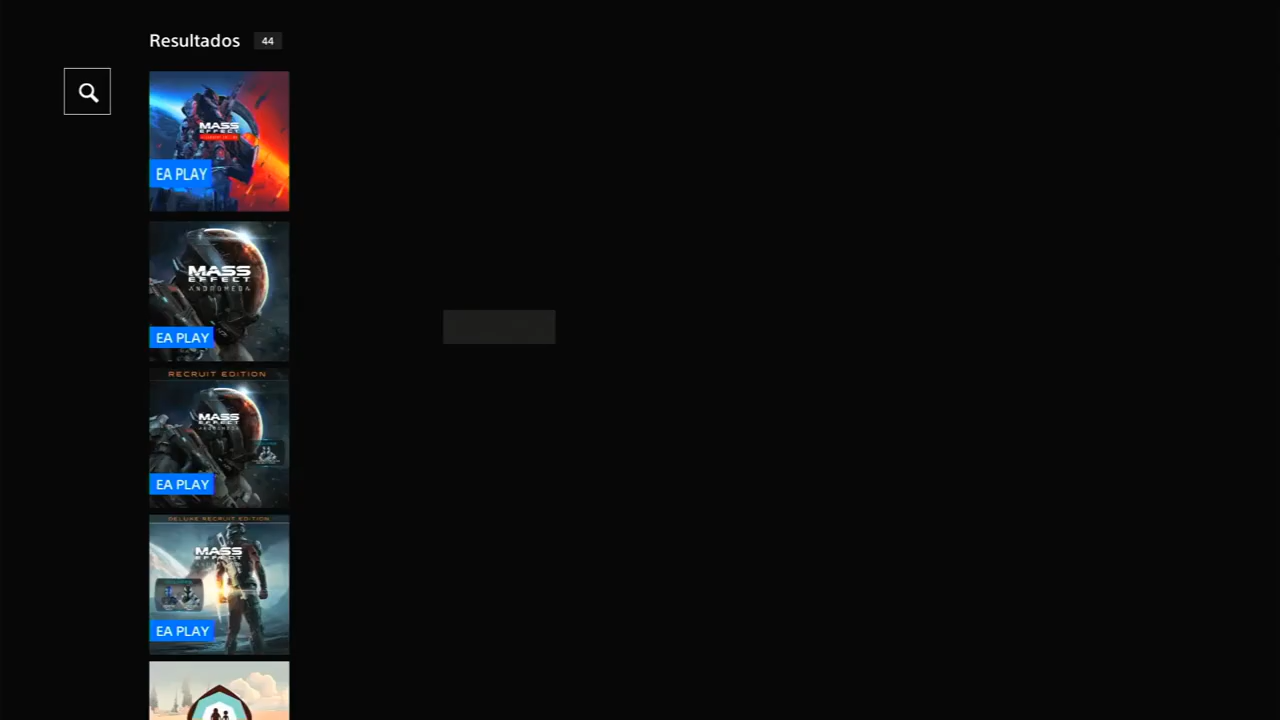 Resultados 44
MASS
EFFECT
EA PLAY
MASS
EFFECT
ANDROMEDA
EA PLAY
RECRUIT EDITION
MASS
EFFECT
ANDROMEDA
EA PLAY
DELUXE RECRUIT EDITION
MASS
EFFECT
EA PLAY